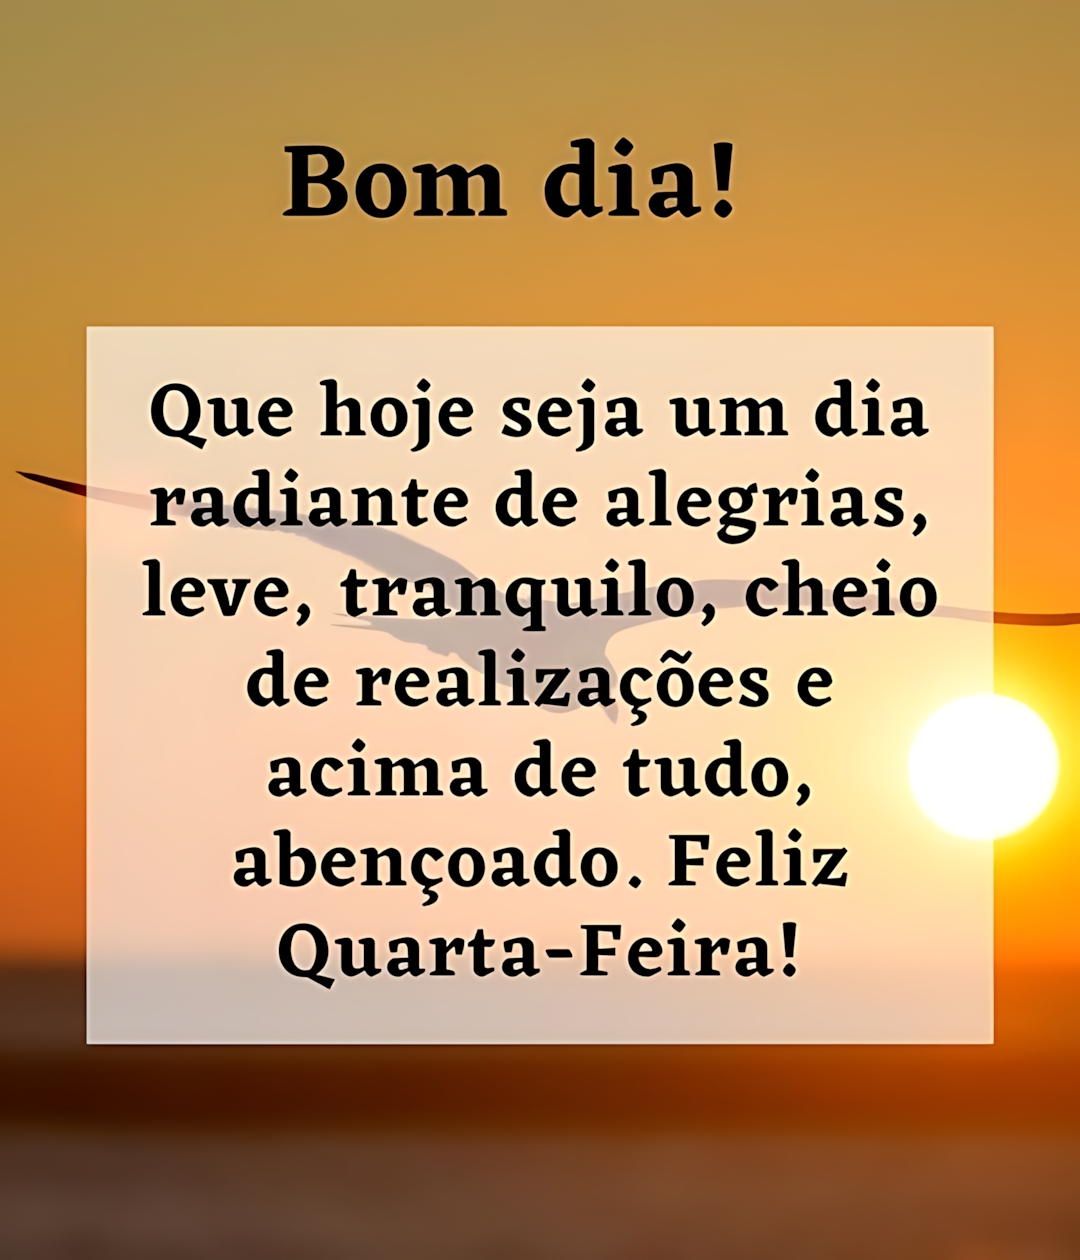 Bom dia!
Que hoje seja um dia
radiante de alegrias,
leve, tranquilo, cheio
de realizações e
acima de tudo,
abençoado. Feliz
Quarta-Feira!